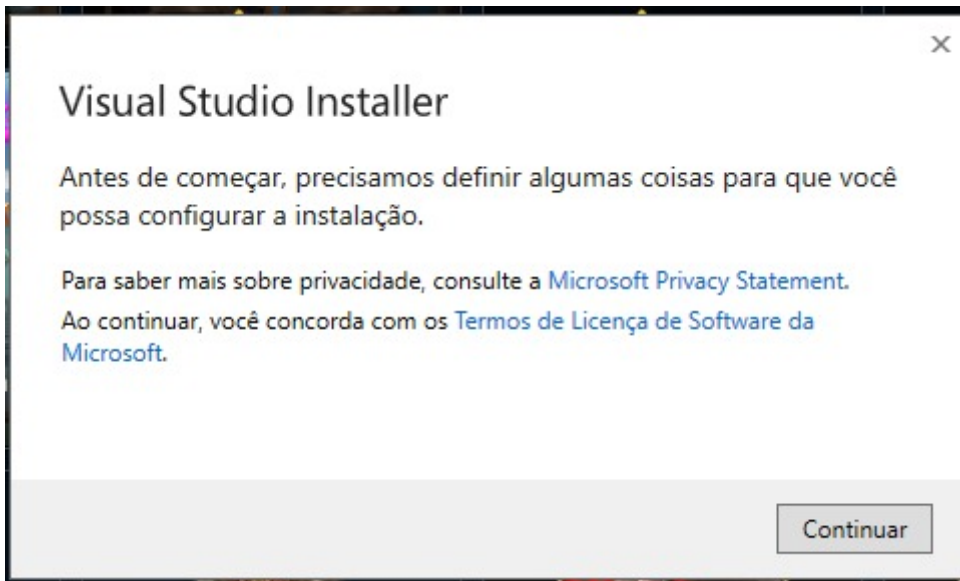 Visual Studio Installer
Antes de começar, precisamos definir algumas coisas para que você
possa configurar a instalação.
Para saber mais sobre privacidade, consulte a Microsoft Privacy Statement.
Ao continuar, você concorda com os Termos de Licença de Software da
Microsoft.
Continuar